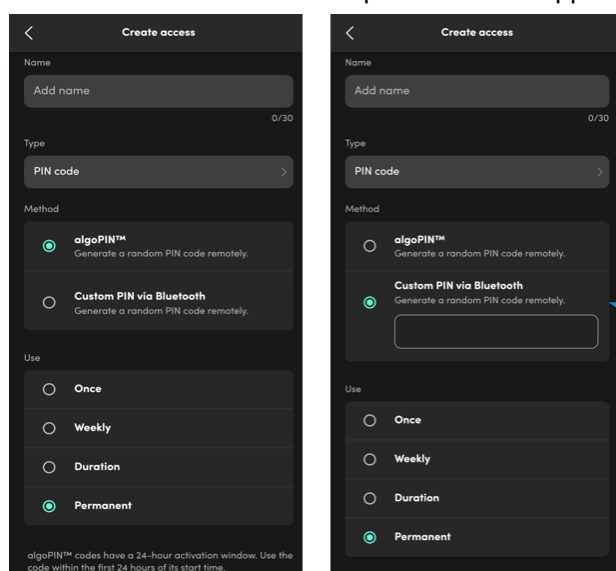 Create access
Name
Add name
0/30
Type
PIN code
Method
algoPIN™
Generate a random PIN code remotely.
Custom PIN via Bluetooth
Generate a random PIN code remotely.
Use
Once
Weekly
Duration
Permanent
algoPIN™ codes have a 24-hour activation window. Use the
code within the first 24 hours of its start time.
Create access
Name
Add name
0/30
Type
PIN code
Method
algoPIN™
Generate a random PIN code remotely.
Custom PIN via Bluetooth
Generate a random PIN code remotely.
Use
Once
Weekly
Duration
Permanent